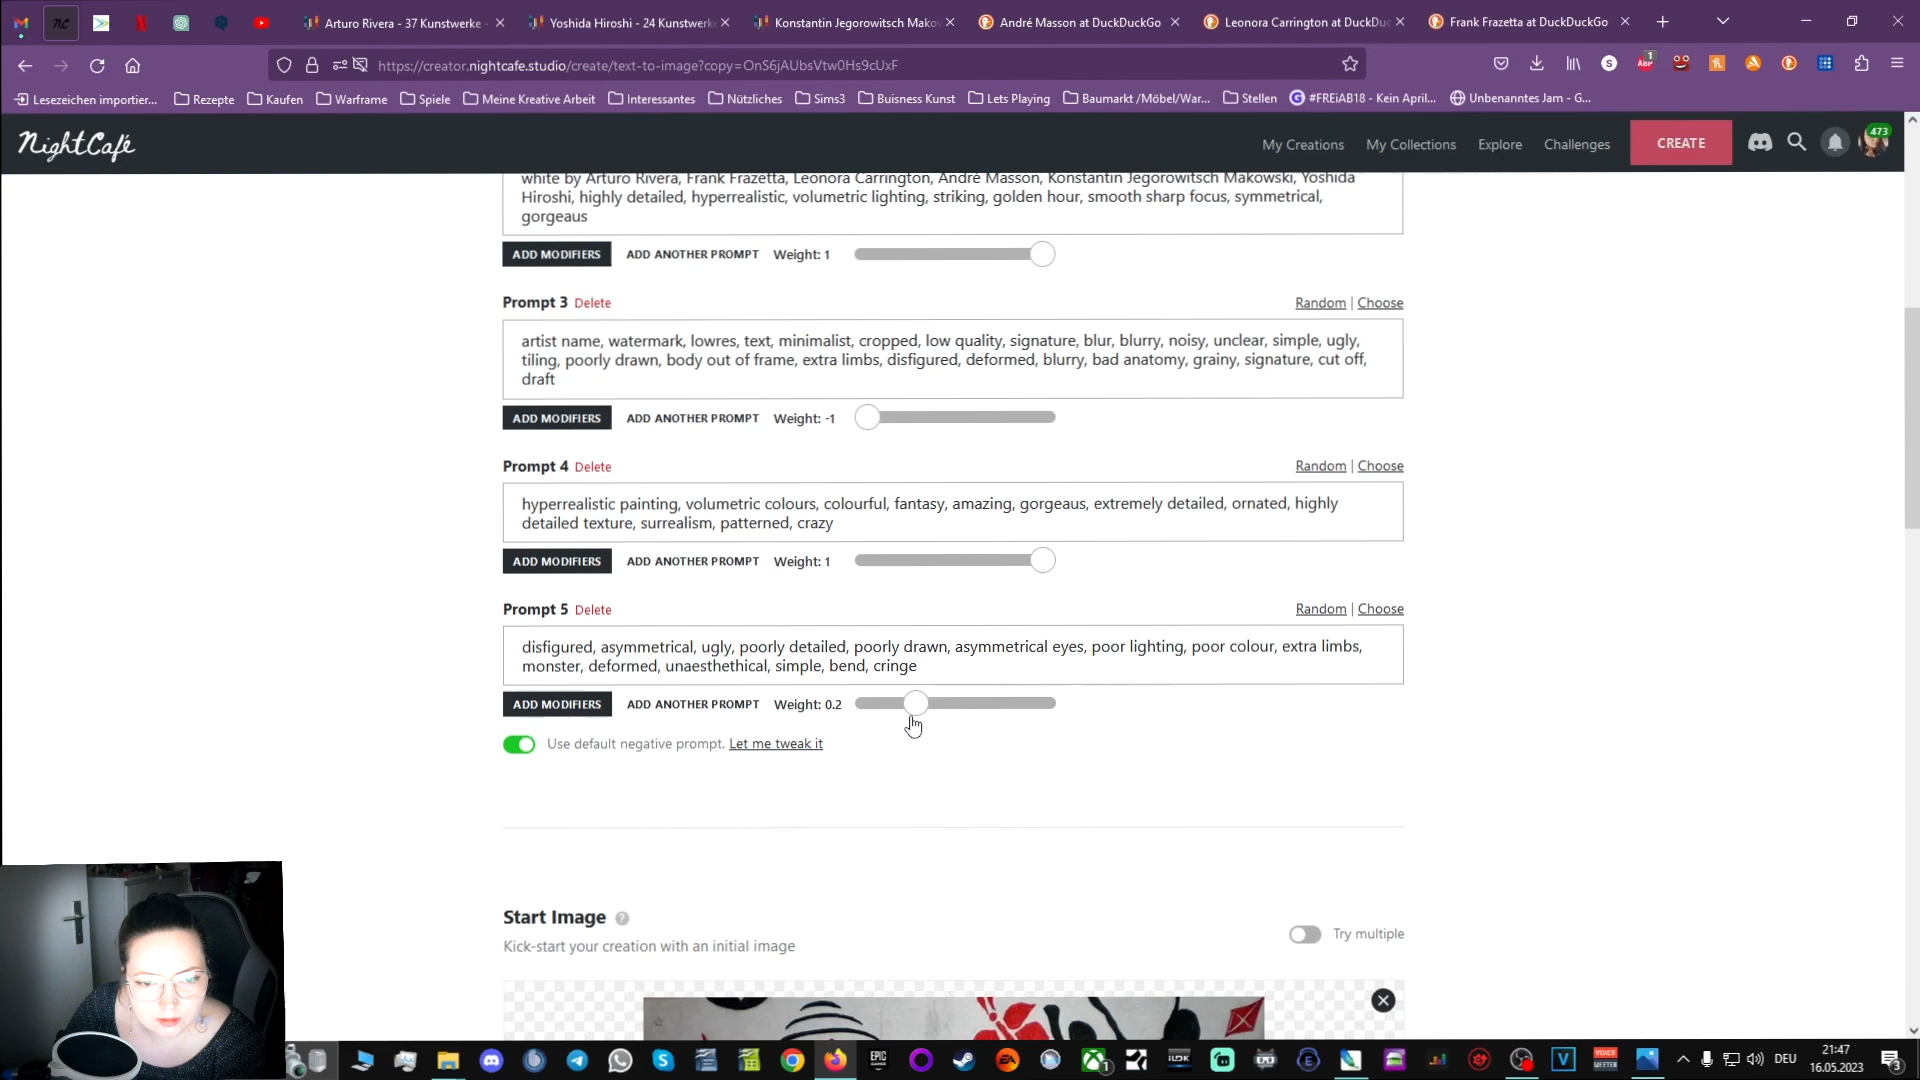 Arturo Rivera - 37 Kunstwerke -
Yoshida Hiroshi - 24 Kunstwerk
Konstantin Jegorowitsch Mako
André Masson at DuckDuckGo
Leonora Carrington at DuckDu
Frank Frazetta at DuckDuckGo
https://creator.nightcafe.studio/create/text-to-image?copy=OnS6jAUbsVtw0Hs9cUxF
Lesezeichen importier...
Rezepte
Kaufen
Warframe
Spiele
Meine Kreative Arbeit
Interessantes
Nützliches
Sims3
Buisness Kunst
Lets Playing
Baumarkt /Möbel/War...
Stellen
#FREiAB18 - Kein April...
Unbenanntes Jam - G...
NightCafé
My Creations
My Collections
Explore
Challenges
CREATE
473
white by Arturo Rivera, Frank Frazetta, Leonora Carrington, André Masson, Konstantin Jegorowitsch Makowski, Yoshida
Hiroshi, highly detailed, hyperrealistic, volumetric lighting, striking, golden hour, smooth sharp focus, symmetrical,
gorgeaus
ADD MODIFIERS ADD ANOTHER PROMPT Weight: 1
Prompt 3 Delete Random | Choose
artist name, watermark, lowres, text, minimalist, cropped, low quality, signature, blur, blurry, noisy, unclear, simple, ugly,
tiling, poorly drawn, body out of frame, extra limbs, disfigured, deformed, blurry, bad anatomy, grainy, signature, cut off,
draft
ADD MODIFIERS ADD ANOTHER PROMPT Weight: -1
Prompt 4 Delete Random | Choose
hyperrealistic painting, volumetric colours, colourful, fantasy, amazing, gorgeaus, extremely detailed, ornated, highly
detailed texture, surrealism, patterned, crazy
ADD MODIFIERS ADD ANOTHER PROMPT Weight: 1
Prompt 5 Delete Random | Choose
disfigured, asymmetrical, ugly, poorly detailed, poorly drawn, asymmetrical eyes, poor lighting, poor colour, extra limbs,
monster, deformed, unaesthethical, simple, bend, cringe
ADD MODIFIERS ADD ANOTHER PROMPT Weight: 0.2
Use default negative prompt. Let me tweak it
Start Image
Kick-start your creation with an initial image
Try multiple
DEU
21:47
16.05.2023